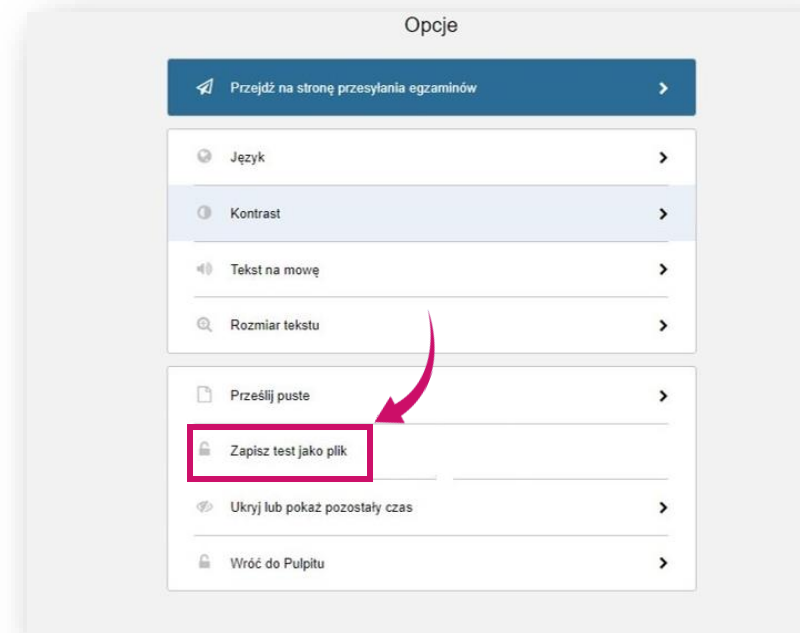 Opcje
Przejdź na stronę przesyłania egzaminów
Język
Kontrast
Tekst na mowę
Rozmiar tekstu
Prześlij puste
Zapisz test jako plik
Ukryj lub pokaż pozostały czas
Wróć do Pulpitu